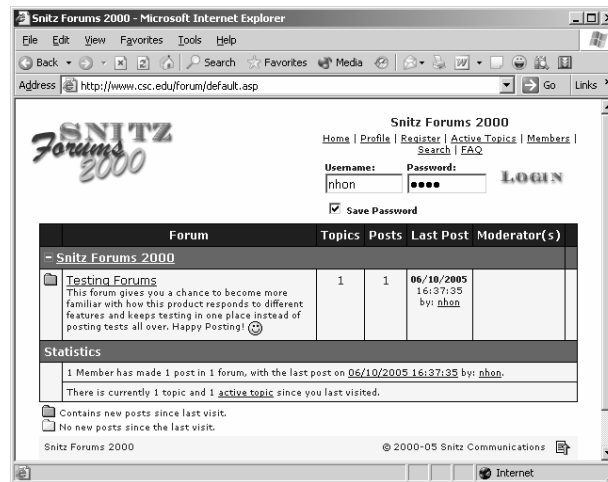 Snitz Forums 2000 - Microsoft Internet Explorer
File Edit View Favorites Tools Help
Back Search Favorites Media
Address http://www.csc.edu/forum/default.asp Go Links
SNITZ
Forums
2000
Snitz Forums 2000
Home | Profile | Register | Active Topics | Members |
Search | FAQ
Username: Password:
nhon ●●●● LOGIN
Save Password
Forum Topics Posts Last Post Moderator(s)
- Snitz Forums 2000
Testing Forums 1 1 06/10/2005
This forum gives you a chance to become more 16:37:35
familiar with how this product responds to different by: nhon
features and keeps testing in one place instead of
posting tests all over. Happy Posting!
Statistics
1 Member has made 1 post in 1 forum, with the last post on 06/10/2005 16:37:35 by: nhon.
There is currently 1 topic and 1 active topic since you last visited.
Contains new posts since last visit.
No new posts since the last visit.
Snitz Forums 2000 © 2000-05 Snitz Communications
Internet